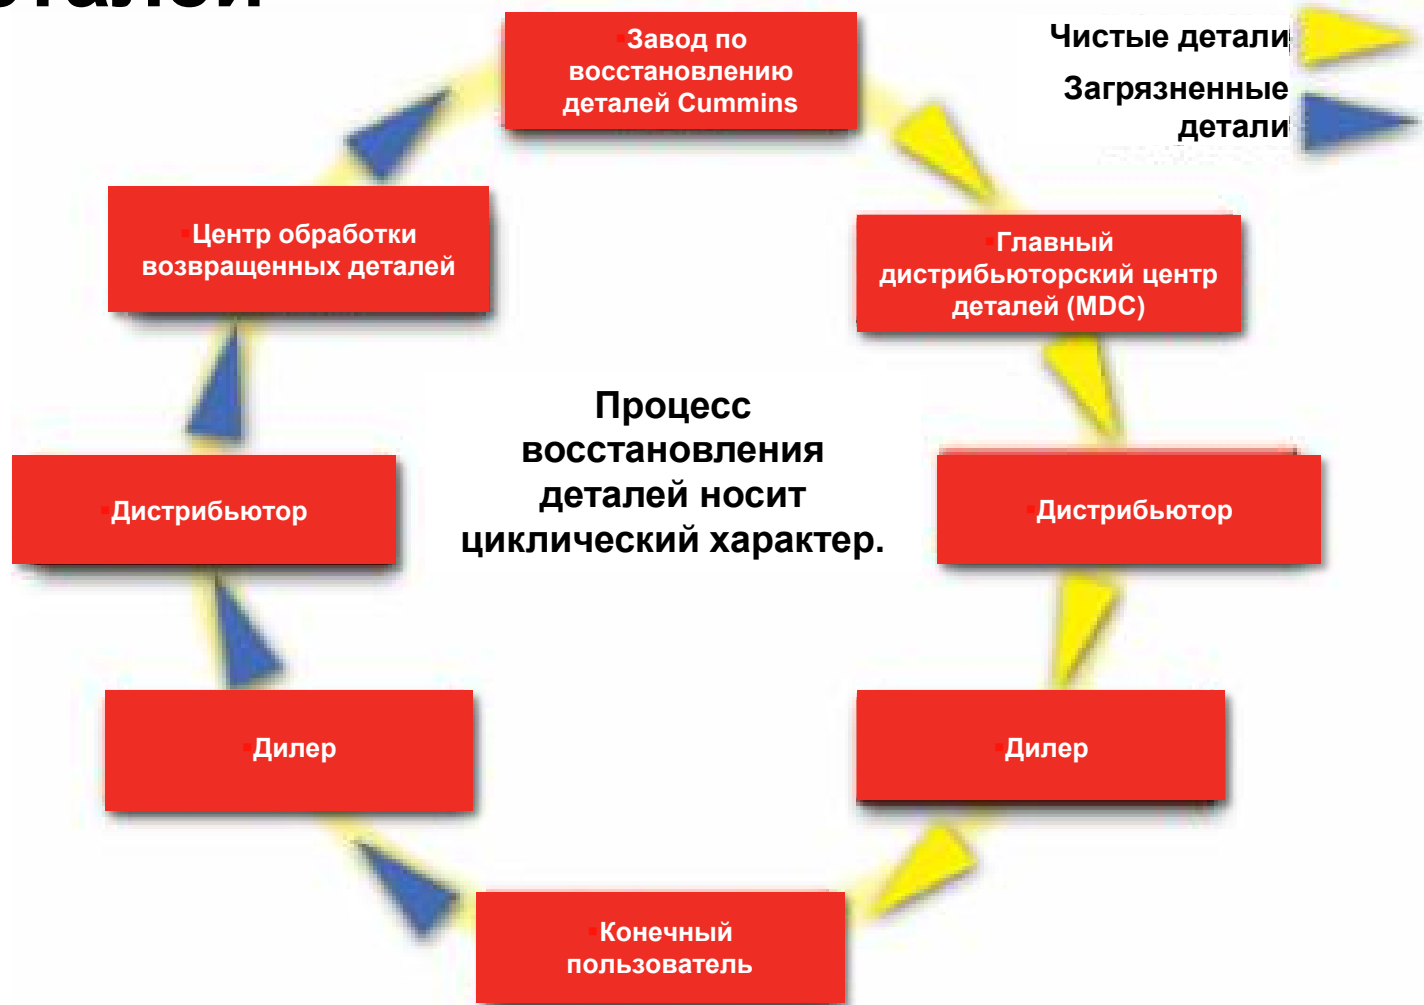 Завод по
восстановлению
деталей Cummins
Чистые детали
Загрязненные
детали
Центр обработки
возвращенных деталей
Главный
дистрибьюторский центр
деталей (MDC)
Процесс
восстановления
деталей носит
циклический характер.
Дистрибьютор
Дистрибьютор
Дилер
Дилер
Конечный
пользователь